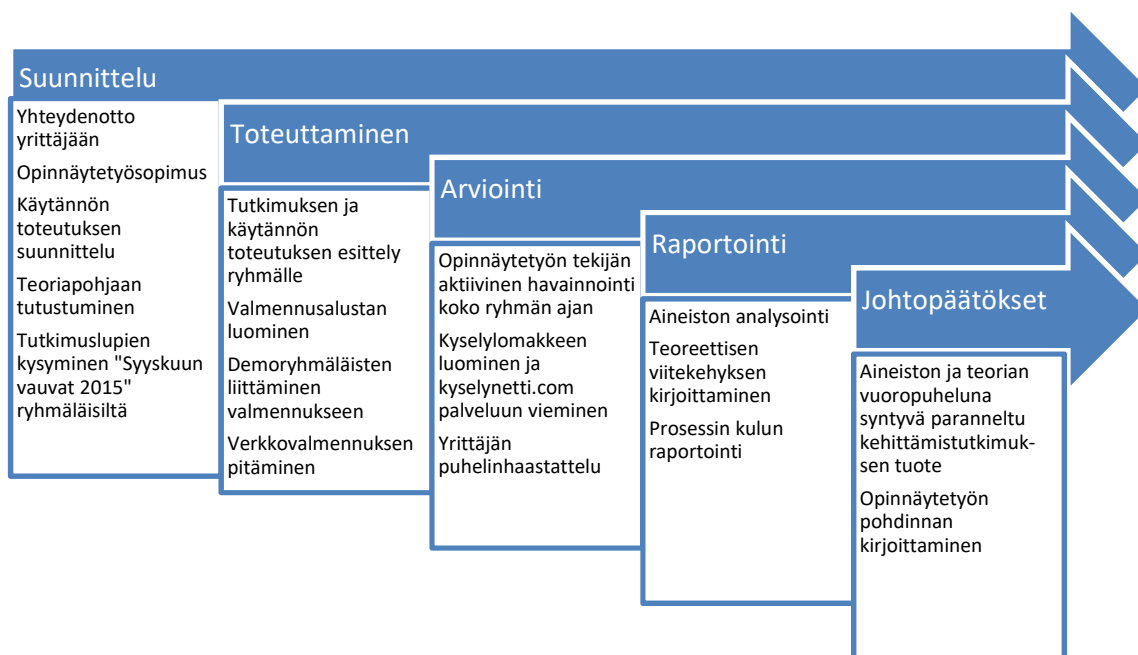 Suunnittelu
Yhteydenotto
yrittäjään
Opinnäytetyösopimus
Käytännön
toteutuksen
suunnittelu
Teoriapohjaan
tutustuminen
Tutkimuslupien
kysyminen "Syyskuun
vauvat 2015"
ryhmäläisiltä
Toteuttaminen
Tutkimuksen ja
käytännön
toteutuksen esittely
ryhmälle
Valmennusalustan
luominen
Demoryhmäläisten
liittäminen
valmennukseen
Verkkovalmennuksen
pitäminen
Arviointi
Opinnäytetyön tekijän
aktiivinen havainnointi
koko ryhmän ajan
Kyselylomakkeen
luominen ja
kyselynetti.com
palveluun vieminen
Yrittäjän
puhelinhaastattelu
Raportointi
Aineiston analysointi
Teoreettisen
viitekehyksen
kirjoittaminen
Prosessin kulun
raportointi
Johtopäätökset
Aineiston ja teorian
vuoropuheluna
syntyvä paranneltu
kehittämistutkimuk-
sen tuote
Opinnäytetyön
pohdinnan
kirjoittaminen